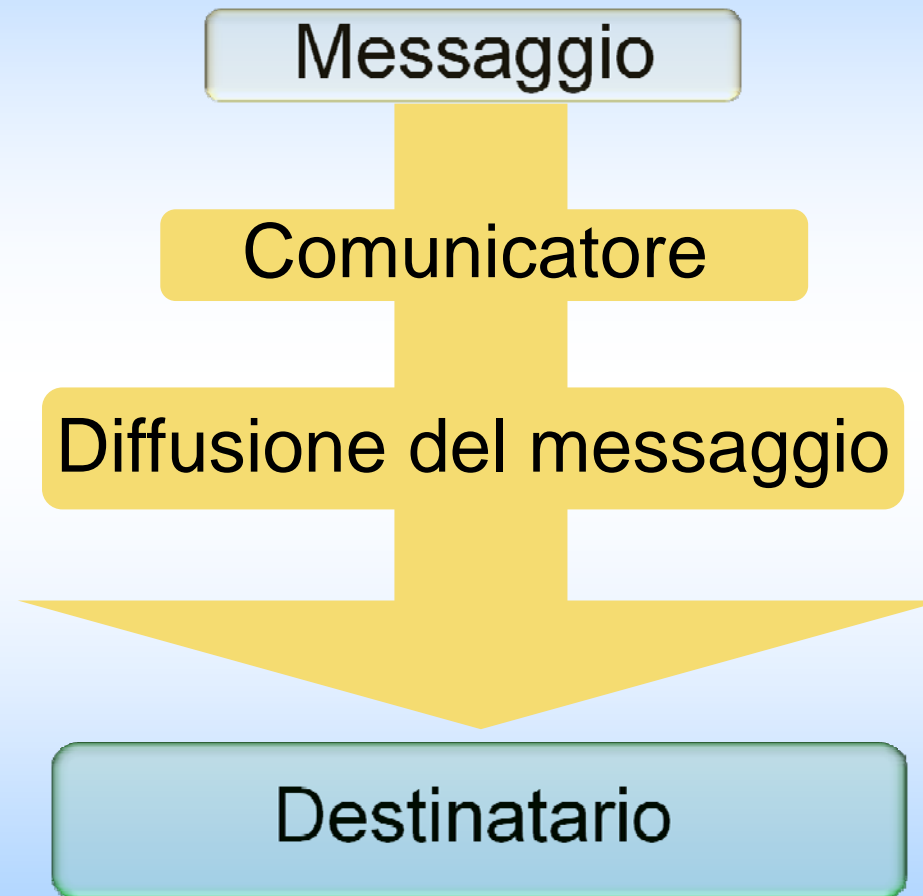 Messaggio
Comunicatore
Diffusione del messaggio
Destinatario